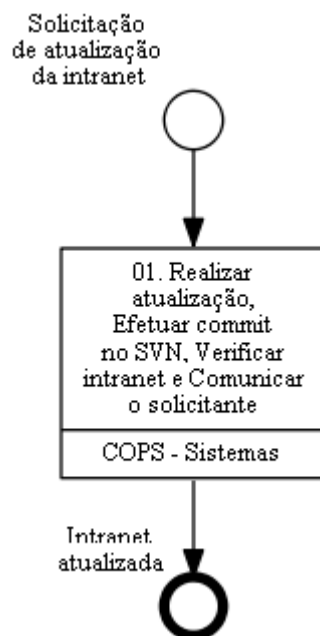 Solicitação
de atualização
da intranet
01. Realizar
atualização,
Efetuar commit
no SVN, Verificar
intranet e Comunicar
o solicitante
COPS - Sistemas
Intranet
atualizada